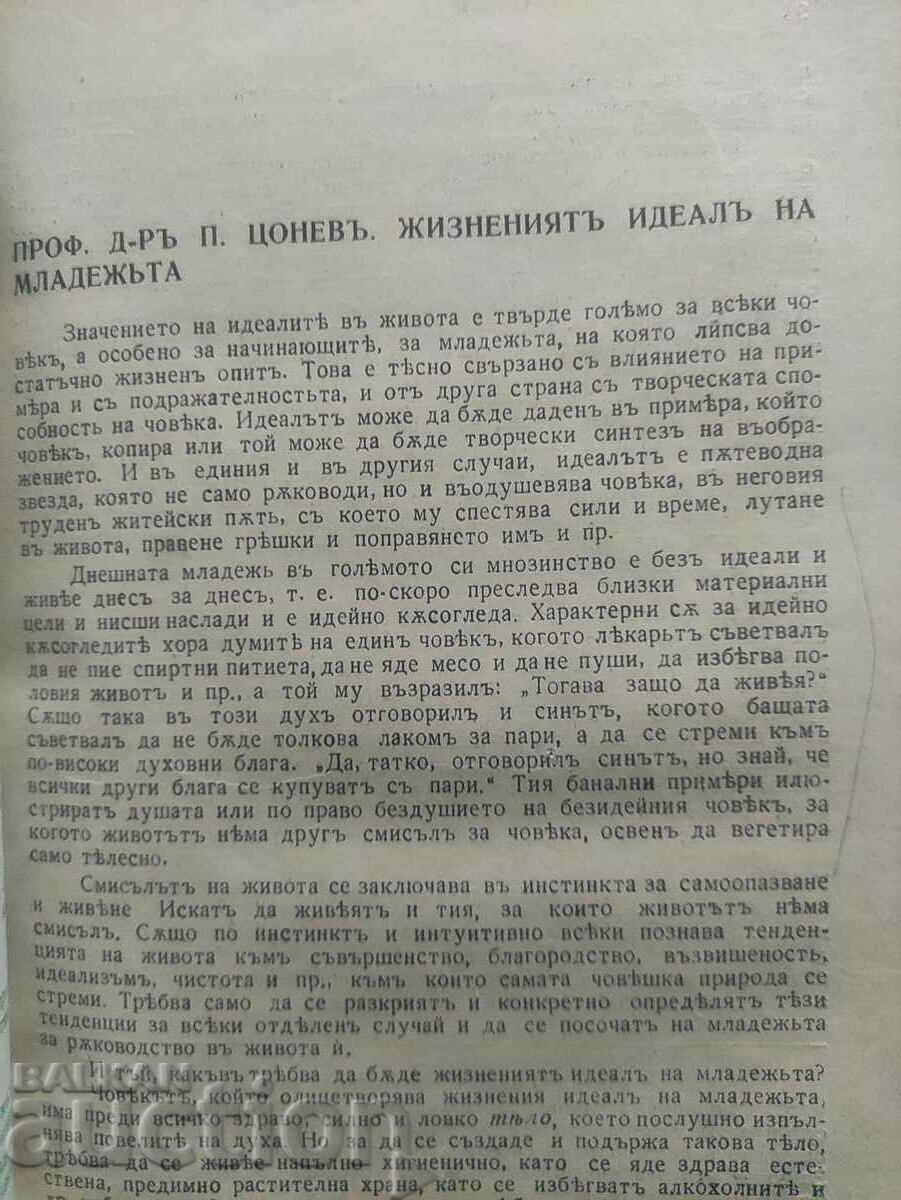 ПРОФ. Д-РЪ П. ЦОНЕВЪ. ЖИЗНЕНИЯТЪ ИДЕАЛЪ НА
МЛАДЕЖЬТА
Значението на идеалитѣ въ живота е твърде голѣмо за всѣки чо-
вѣкъ, а особено за начинающитѣ, за младежьта, на която липсва до-
статъчно жизненъ опитъ. Това е тѣсно свързано съ влиянието на при-
мѣра и съ подражателностьта, и отъ друга страна съ творческата спо-
собность на човѣка. Идеалътъ може да бѫде даденъ въ примѣра, който
човѣкъ, копира или той може да бѫде творчески синтезъ на въобра-
жението. И въ единия и въ другия случаи, идеалътъ е пѫтеводна
звезда, която не само рѫководи, но и въодушевява човѣка, въ неговия
труденъ житейски пѫть, съ което му спестява сили и време, лутане
въ живота, правене грѣшки и поправянето имъ и пр.
Днешната младежь въ голѣмото си мнозинство е безъ идеали и
живѣе днесъ за днесъ, т. е. по-скоро преследва близки материални
цели и нисши наслади и е идейно кѫсогледа. Характерни сѫ за идейно
кѫсогледитѣ хора думитѣ на единъ човѣкъ, когото лѣкарьтъ съветвалъ
да не пие спиртни питиета, да не яде месо и да не пуши, да избѣгва по-
ловия животъ и пр., а той му възразилъ: „Тогава защо да живѣя?“
Сѫщо така въ този духъ отговорилъ и синътъ, когото бащата
съветвалъ да не бѫде толкова лакомъ за пари, а да се стреми къмъ
по-високи духовни блага. „Да, татко, отговорилъ синътъ, но знай, че
всички други блага се купуватъ съ пари.“ Тия банални примѣри илю-
стриратъ душата или по право бездушието на безидейния човѣкъ, за
когото животътъ нѣма другъ смисълъ за човѣка, освенъ да вегетира
само тѣлесно.
Смисълътъ на живота се заключава въ инстинкта за самоопазване
и живѣне Искатъ да живѣятъ и тия, за които животътъ нѣма
смисълъ. Сѫщо по инстинктъ и интуитивно всѣки познава тенден-
цията на живота къмъ съвършенство, благородство, възвишеность,
идеализъмъ, чистота и пр., къмъ които самата човѣшка природа се
стреми. Трѣбва само да се разкриятъ и конкретно опредѣлятъ тѣзи
тенденции за всѣки отдѣленъ случай и да се посочатъ на младежьта
за рѫководство въ живота ѝ.
И тъй, какъвъ трѣбва да бѫде жизнениятъ идеалъ на младежьта?
Човѣкътъ, който олицетворява жизнения идеалъ на младежьта,
има преди всичко здраво, силно и ловко тѣло, което послушно изпъл-
нява повелитѣ на духа. Но за да се създаде и подържа такова тѣло,
трѣбва да се живѣе напълно хигиенично, като се яде здрава есте-
ствена, предимно растителна храна, като се избѣгватъ алкохолнитѣ и
BALKAN
auction